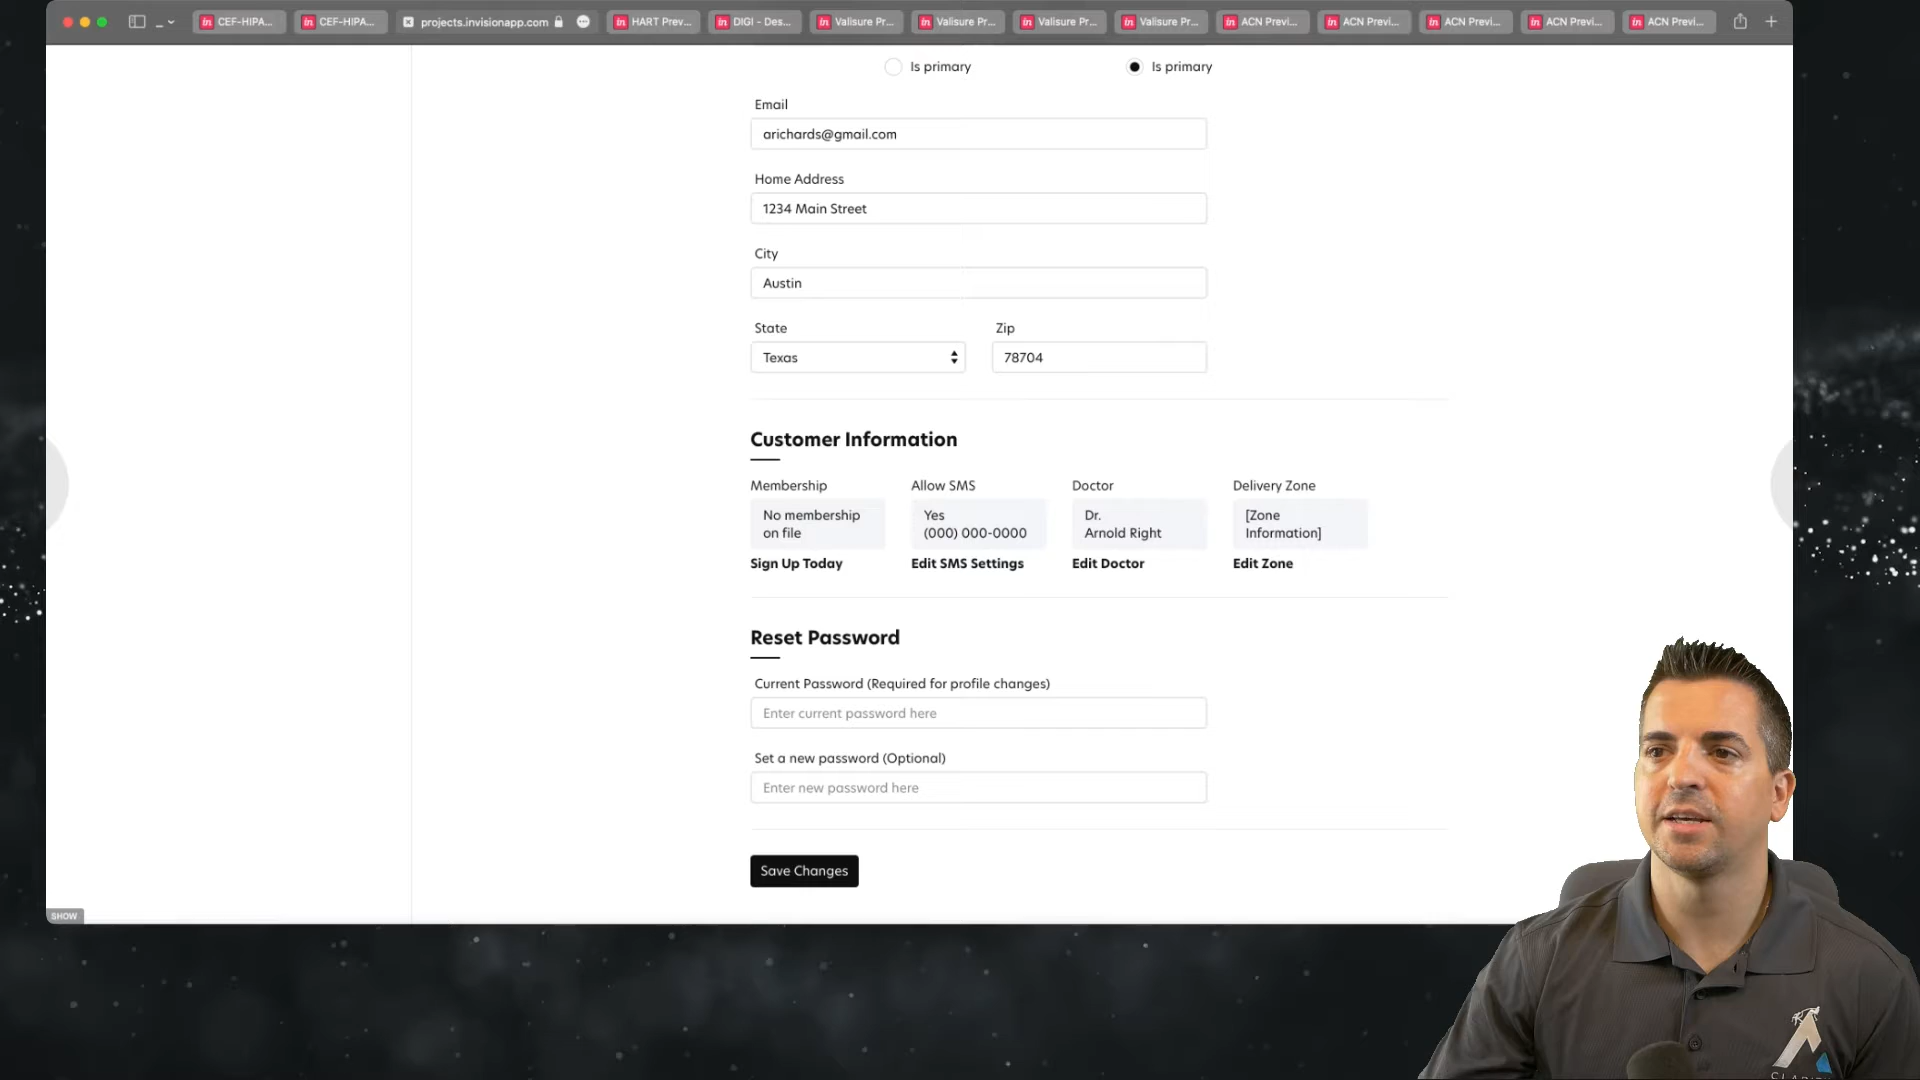 CEF-HIPA...
CEF-HIPA...
projects.invisionapp.com
HART Prev...
DIGI - Des...
Valisure Pr...
Valisure Pr...
Valisure Pr...
Valisure Pr...
ACN Previ...
ACN Previ...
ACN Previ...
ACN Previ...
ACN Previ...
Is primary
Is primary
Email
arichards@gmail.com
Home Address
1234 Main Street
City
Austin
State
Zip
Texas
78704
Customer Information
Membership
Allow SMS
Doctor
Delivery Zone
No membership
on file
Yes
(000) 000-0000
Dr.
Arnold Right
[Zone
Information]
Sign Up Today
Edit SMS Settings
Edit Doctor
Edit Zone
Reset Password
Current Password (Required for profile changes)
Enter current password here
Set a new password (Optional)
Enter new password here
Save Changes
SHOW